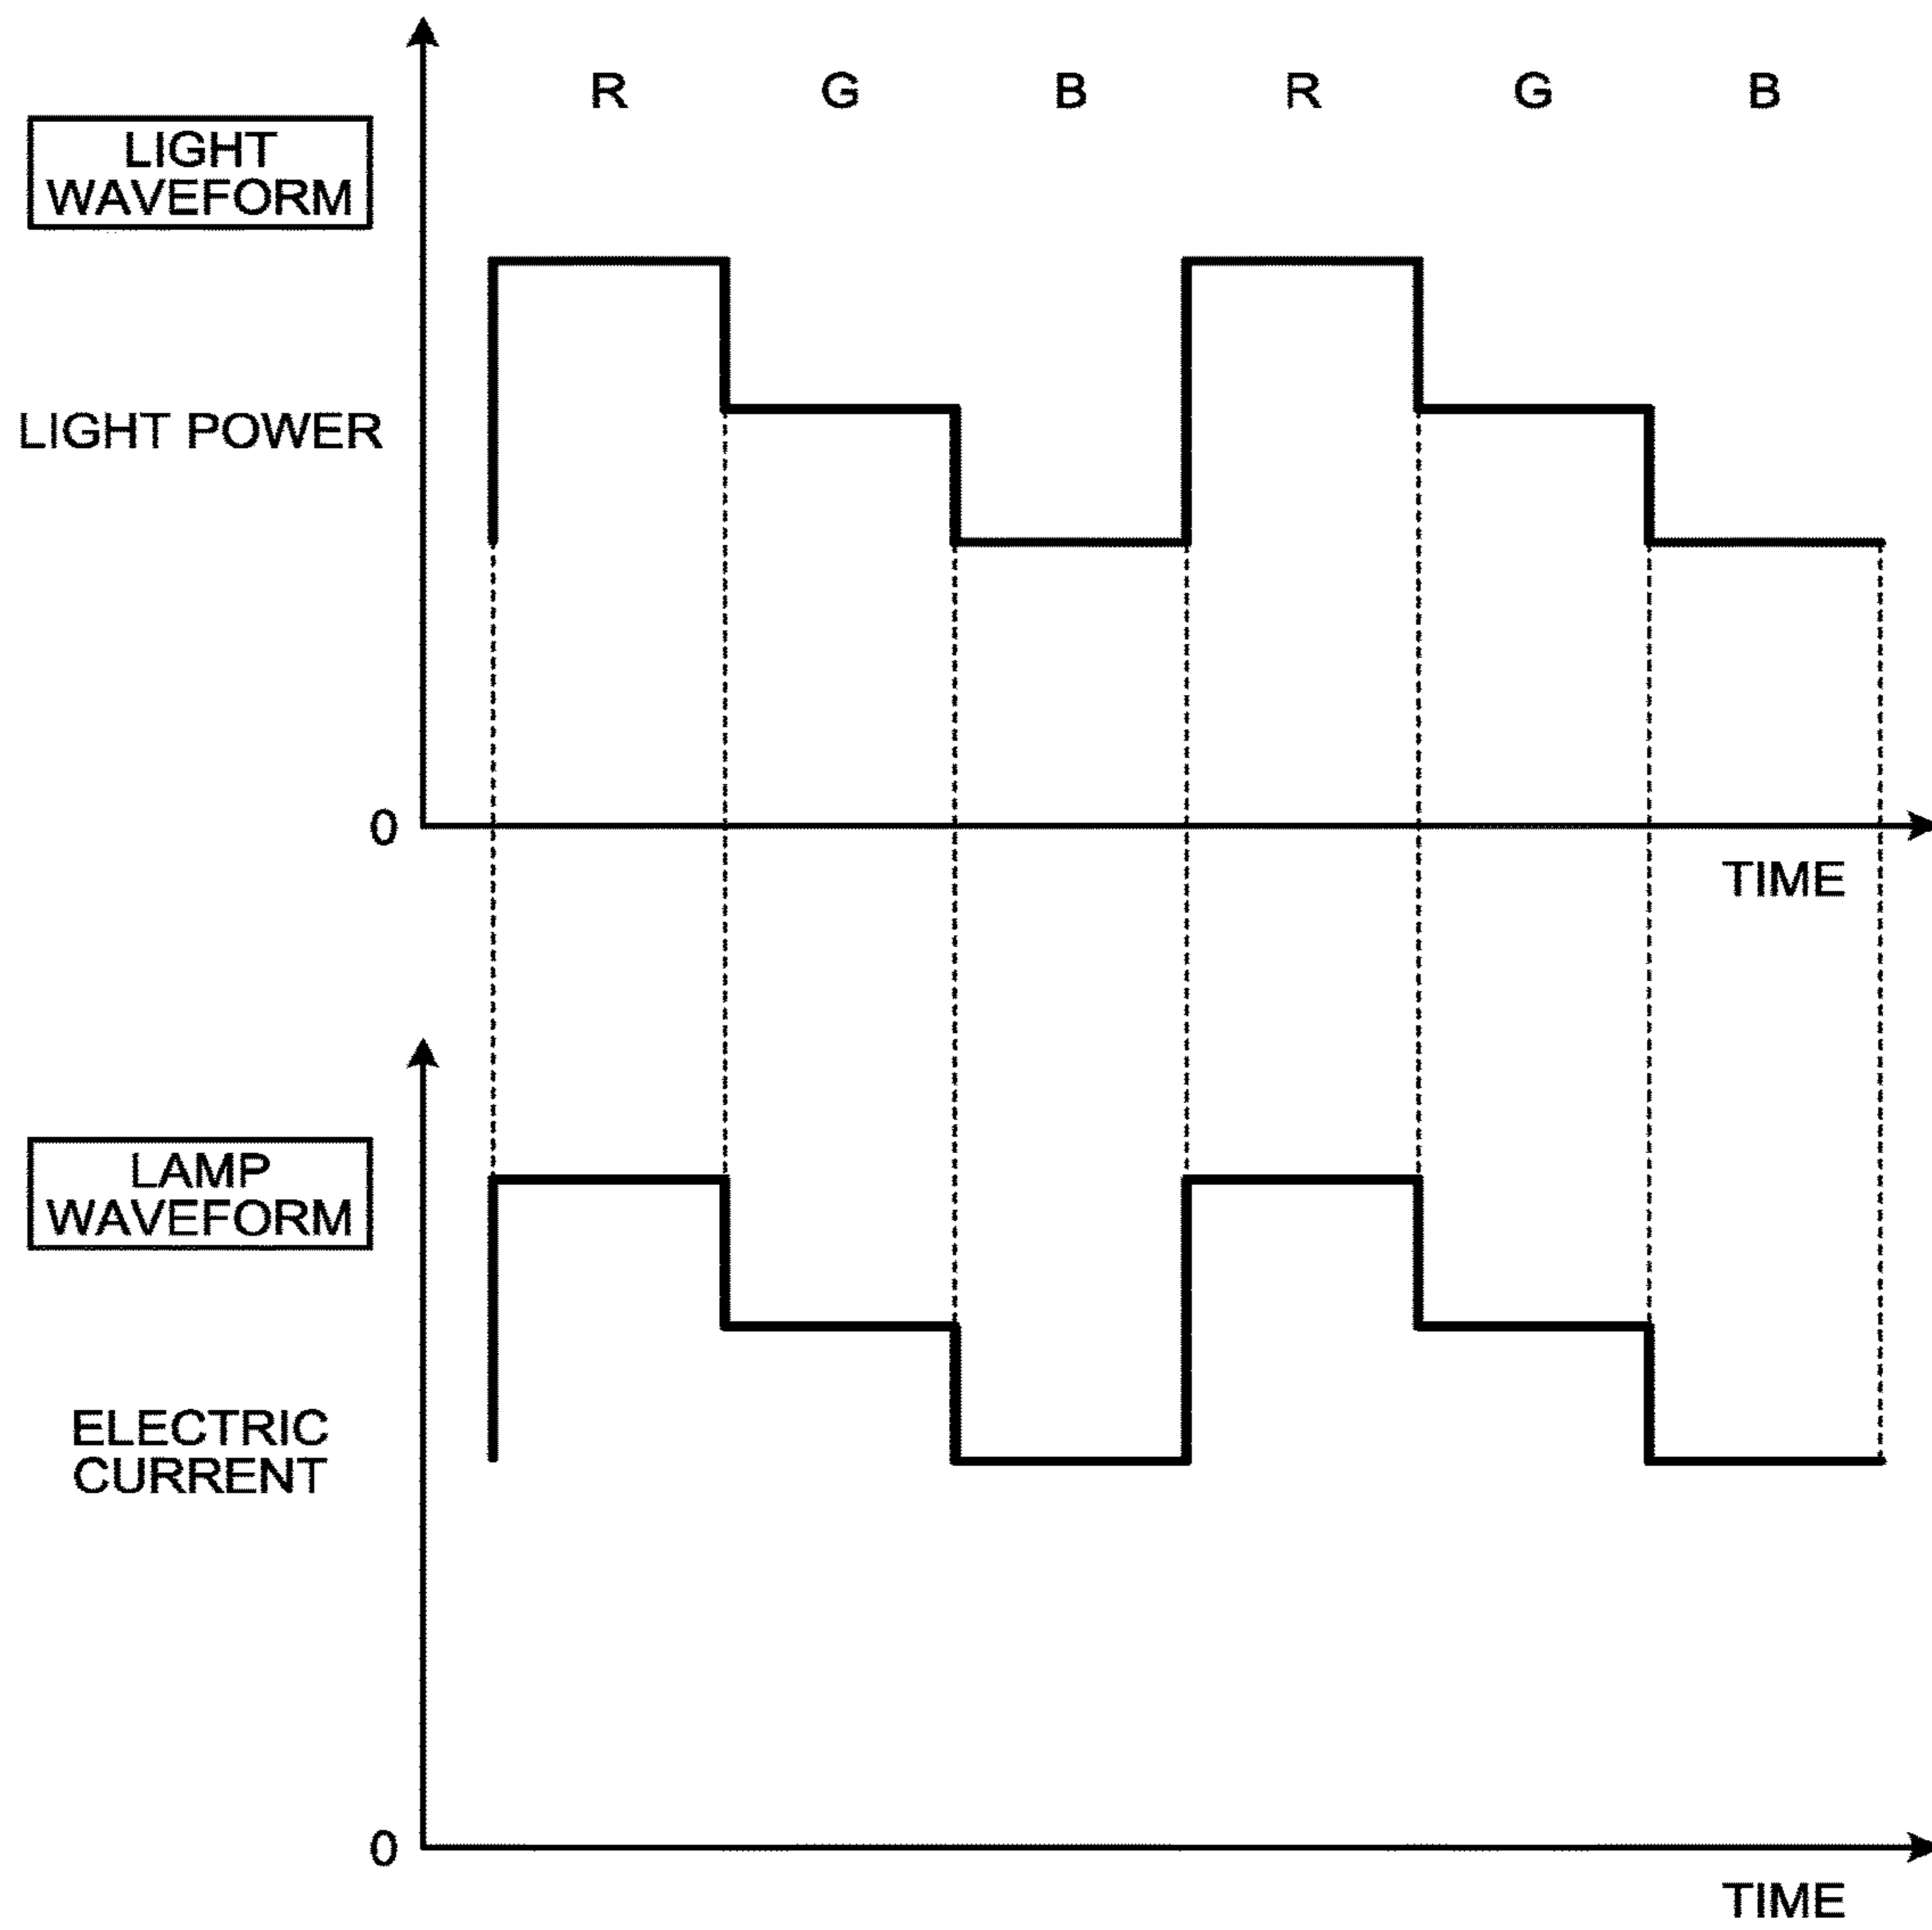 R G B R G B
LIGHT
WAVEFORM
LIGHT POWER
0
TIME
LAMP
WAVEFORM
ELECTRIC
CURRENT
0
TIME